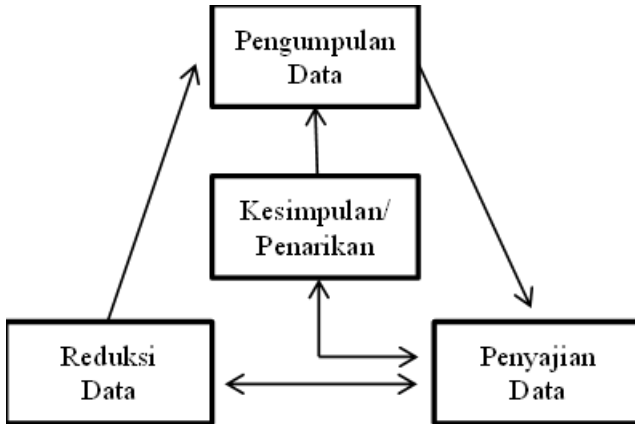 Pengumpulan
Data
Kesimpulan/
Penarikan
Reduksi
Data
Penyajian
Data